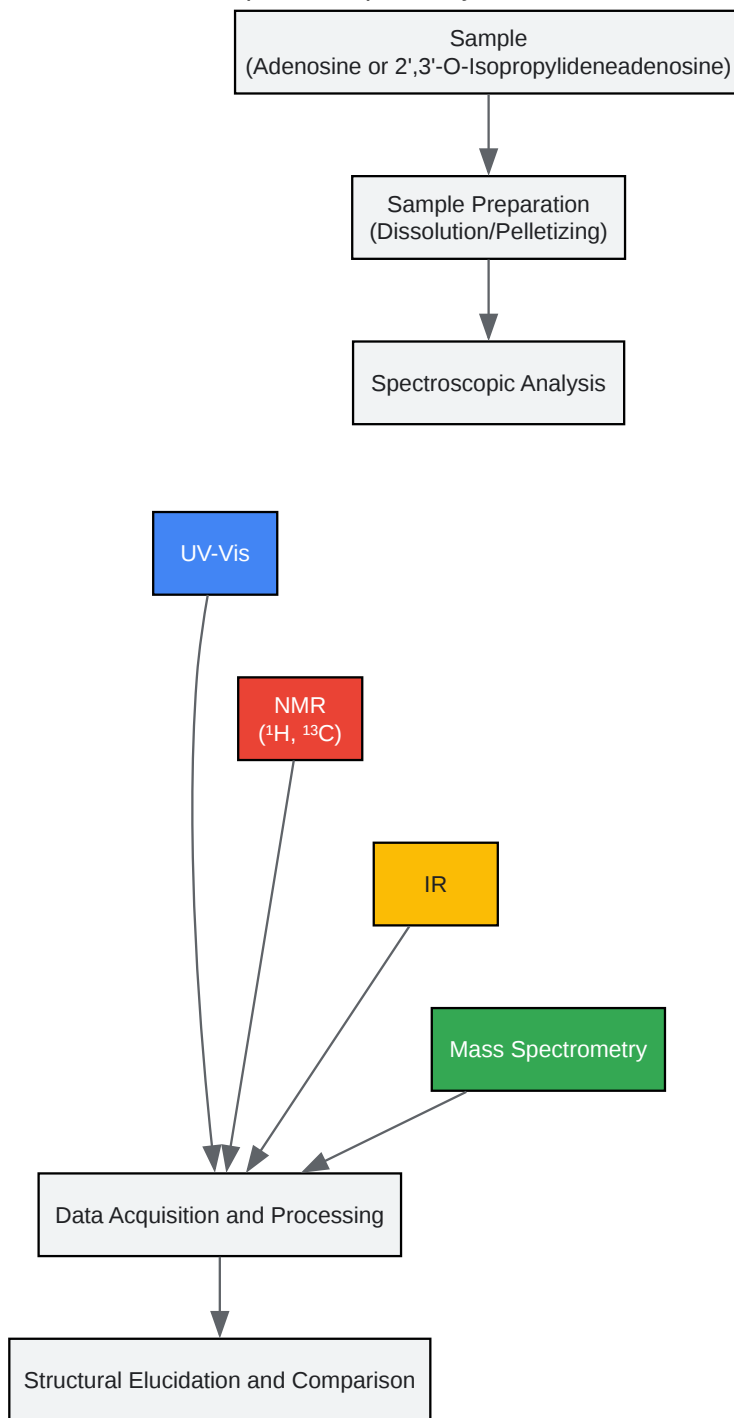 Sample
(Adenosine or 2',3'-O-Isopropylideneadenosine)
Sample Preparation
(Dissolution/Pelletizing)
Spectroscopic Analysis
UV-Vis
NMR
(¹H, ¹³C)
IR
Mass Spectrometry
Data Acquisition and Processing
Structural Elucidation and Comparison